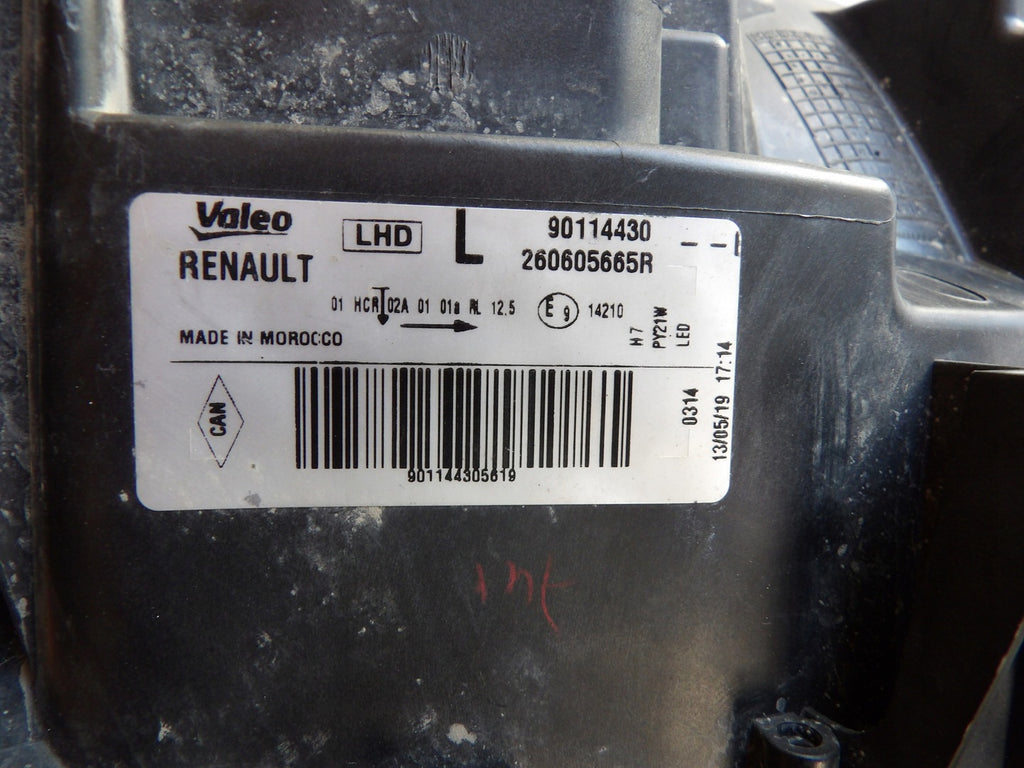 Valeo
LHD
L
90114430
RENAULT
260605665R
01 HCR 02A 01 01a RL 12.5
E 9
14210
H7
PY21W
LED
MADE IN MOROCCO
CAN
901144305619
0314
13/05/19 17:14